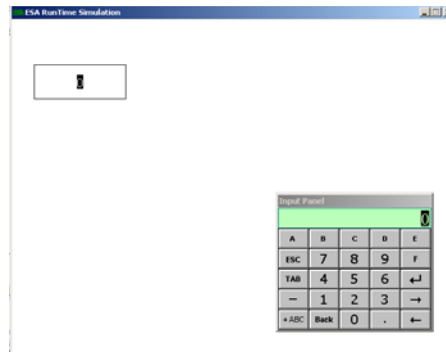 ESA RunTime Simulation
0
Input Panel
0
A B C D E
ESC 7 8 9 F
TAB 4 5 6 ↵
− 1 2 3 →
+ABC Back 0 . ←